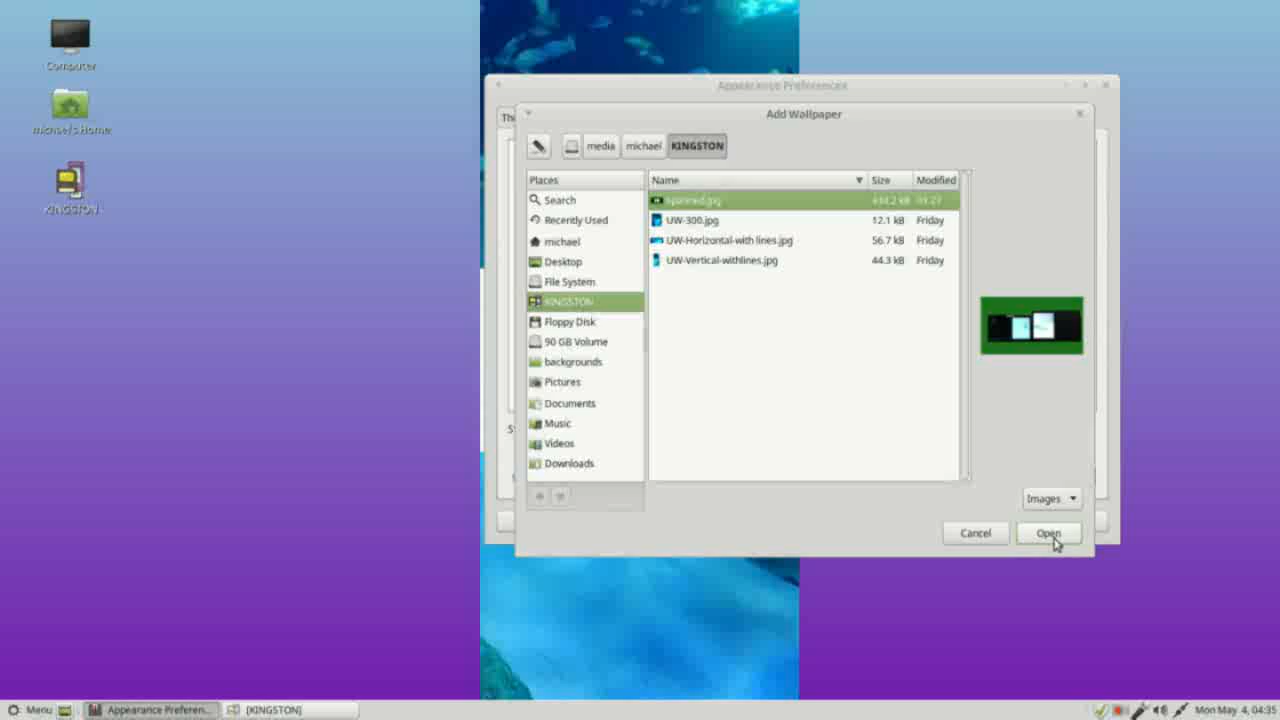 Computer
michael's Home
KINGSTON
Appearance Preferences
Add Wallpaper
media
michael
KINGSTON
Places
Search
Recently Used
michael
Desktop
File System
KINGSTON
Floppy Disk
90 GB Volume
backgrounds
Pictures
Documents
Music
Videos
Downloads
Name Size Modified
UW-300.jpg 12.1 kB Friday
UW-Horizontal-with lines.jpg 56.7 kB Friday
UW-Vertical-withlines.jpg 44.3 kB Friday
Images
Cancel
Open
Menu
Appearance Preferen...
[KINGSTON]
Mon May 4, 04:35